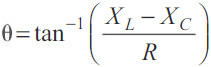 θ=tan⁻¹(X_L − X_C / R)